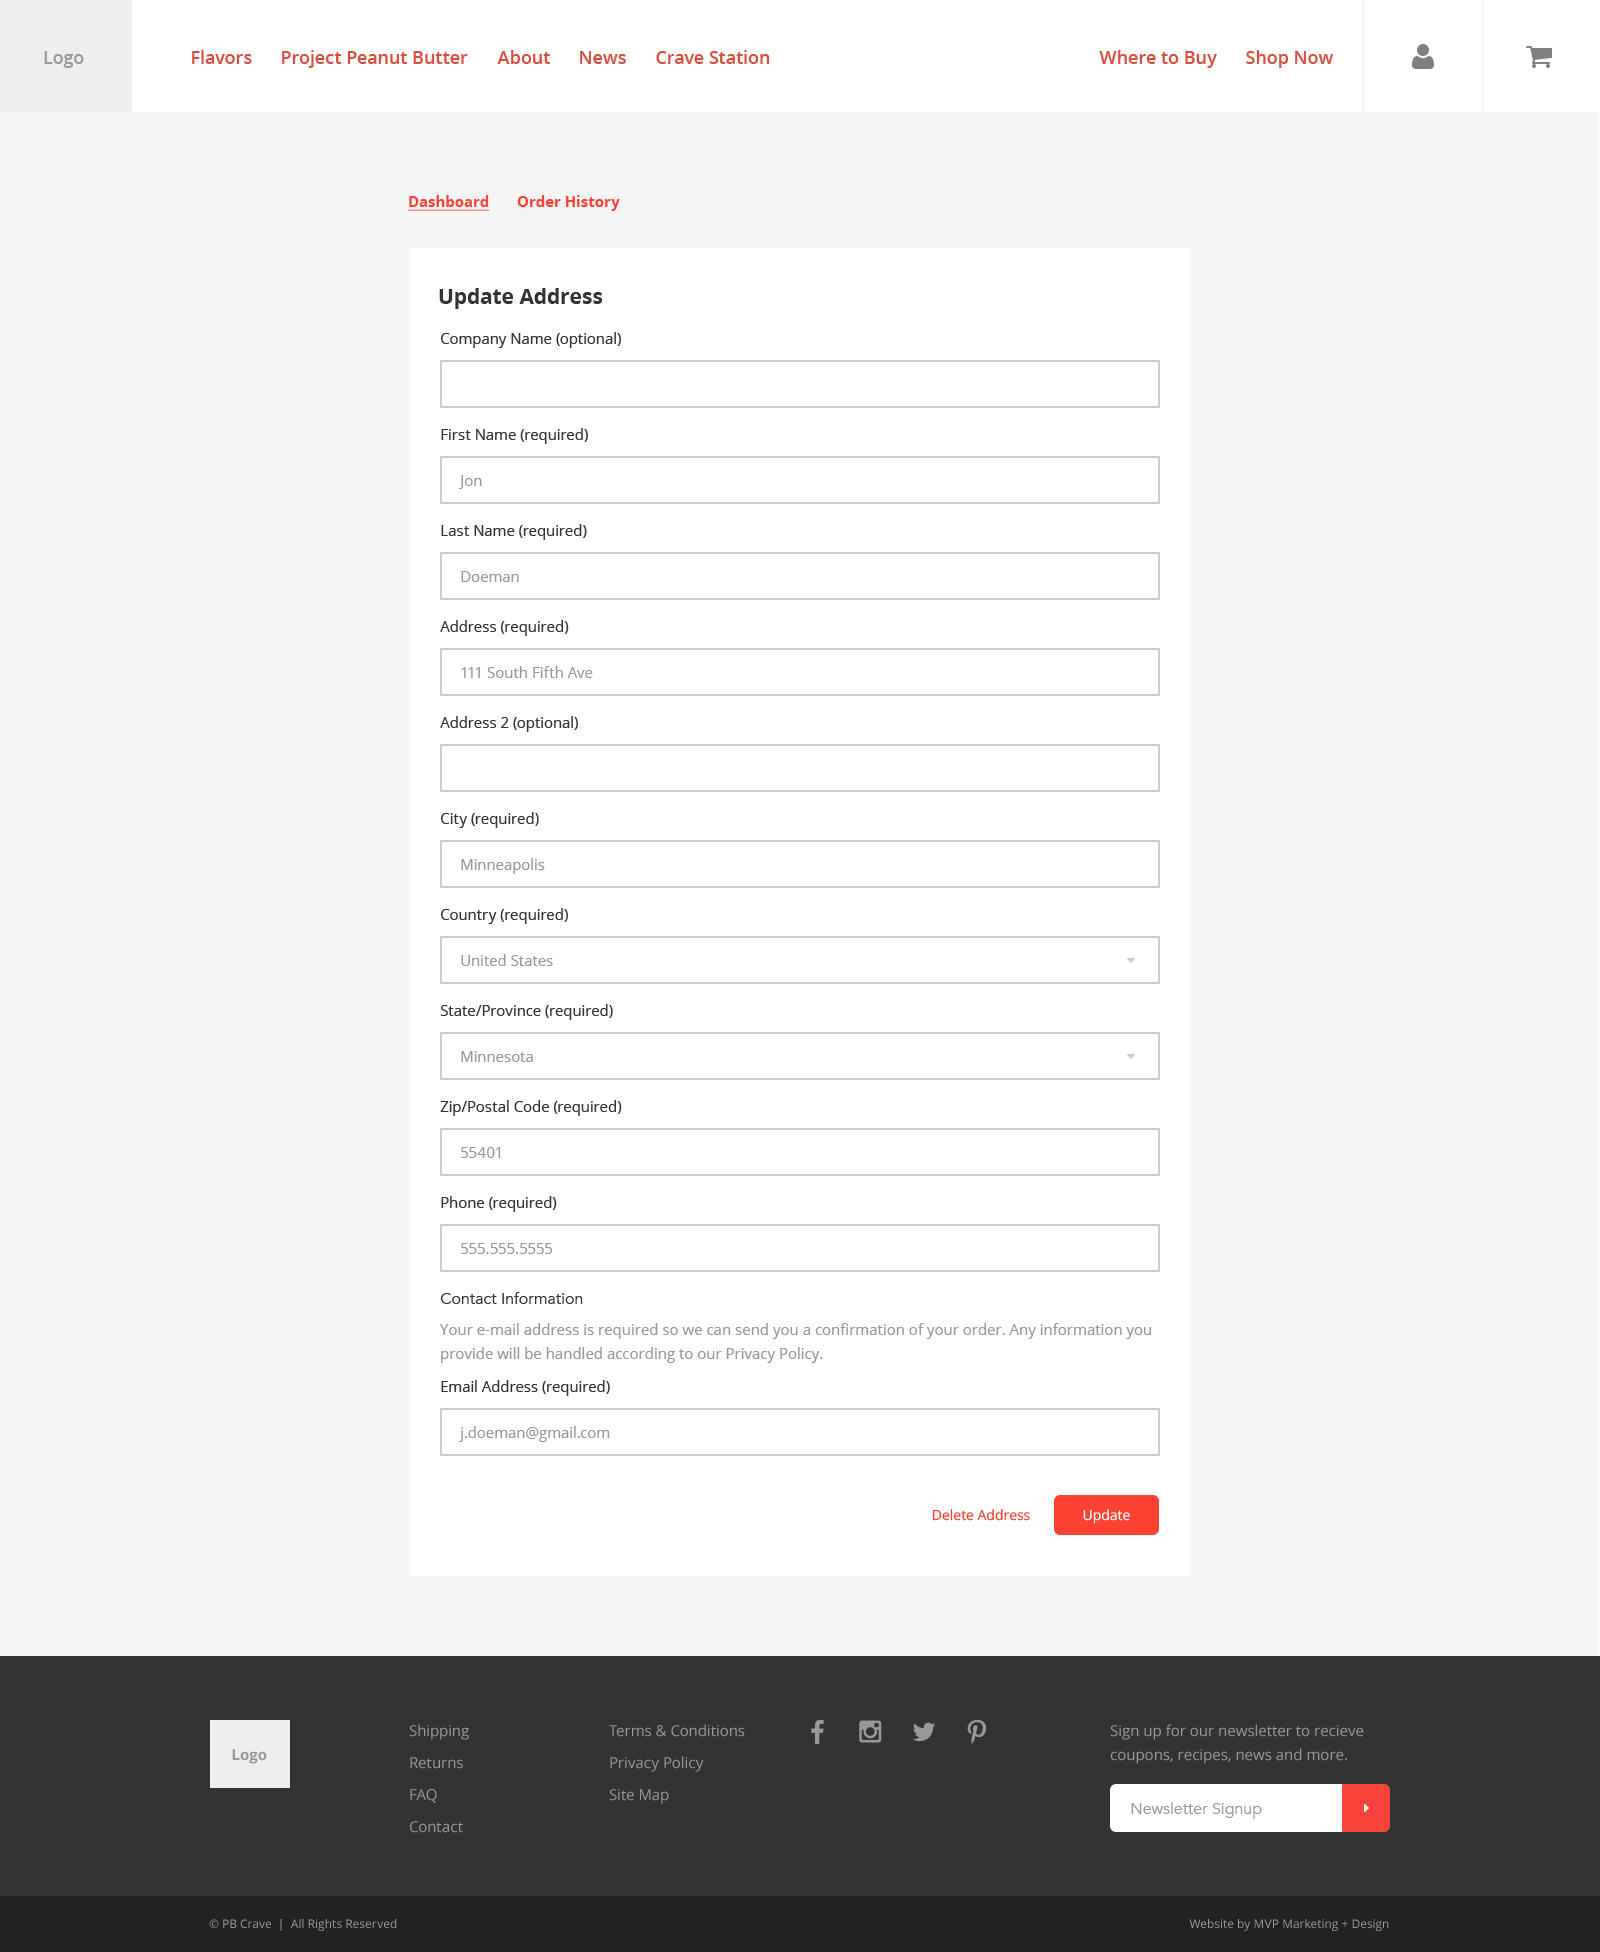 Logo
Flavors Project Peanut Butter About News Crave Station Where to Buy Shop Now
Dashboard Order History
Update Address
Company Name (optional)
First Name (required)
Jon
Last Name (required)
Doeman
Address (required)
111 South Fifth Ave
Address 2 (optional)
City (required)
Minneapolis
Country (required)
United States
State/Province (required)
Minnesota
Zip/Postal Code (required)
55401
Phone (required)
555.555.5555
Contact Information
Your e-mail address is required so we can send you a confirmation of your order. Any information you
provide will be handled according to our Privacy Policy.
Email Address (required)
j.doeman@gmail.com
Delete Address Update
Logo
Shipping
Returns
FAQ
Contact
Terms & Conditions
Privacy Policy
Site Map
Sign up for our newsletter to recieve
coupons, recipes, news and more.
Newsletter Signup
© PB Crave | All Rights Reserved
Website by MVP Marketing + Design